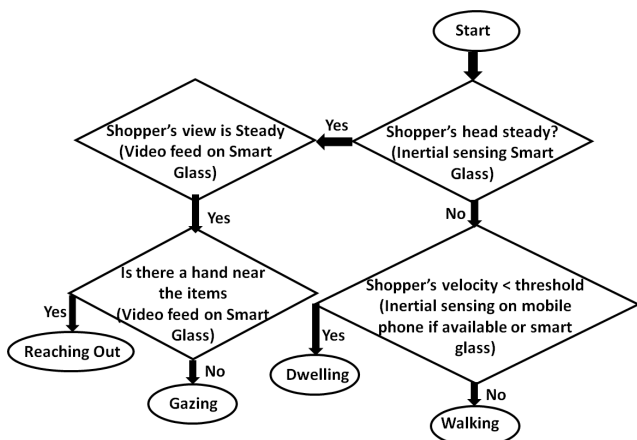 Start
Shopper's head steady?
(Inertial sensing Smart
Glass)
Yes
Shopper's view is Steady
(Video feed on Smart
Glass)
Yes
No
Is there a hand near
the items
(Video feed on Smart
Glass)
Yes
Reaching Out
No
Gazing
Shopper's velocity < threshold
(Inertial sensing on mobile
phone if available or smart
glass)
Yes
Dwelling
No
Walking